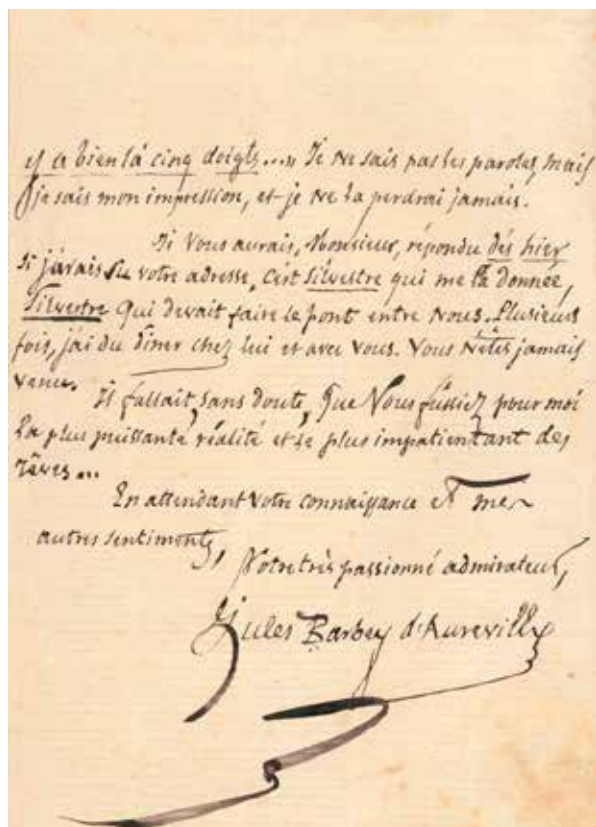 y a bien là cinq doigts....,, Je ne sais pas les paroles, mais
je sais mon impression, et je ne la perdrai jamais.
Je Vous aurais, Monsieur, répondu dès hier
si j'avais su votre adresse, c'est Silvestre qui me l'a donnée,
Silvestre qui devait faire le pont entre nous. Plusieurs
fois, j'ai du dîner chez lui et avec vous. Vous n'êtes jamais
venu.
Il fallait, sans doute, que Vous fussiez pour moi
la plus puissante réalité et le plus impatientant des
rêves...
En attendant votre connaissance et mes
autres sentiments,
Votre très passionné admirateur,
Jules Barbey d'Aurevilly